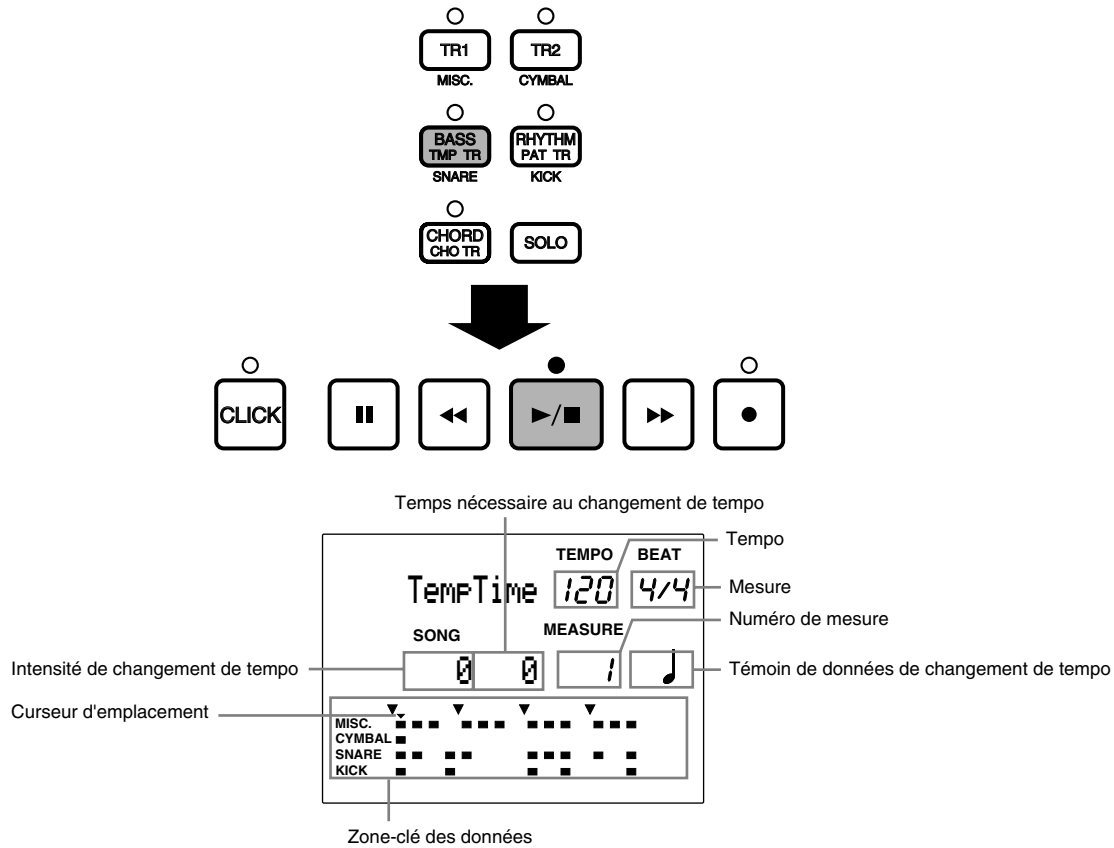 TR1 TR2
MISC. CYMBAL
BASS RHYTHM
TMP TR PAT TR
SNARE KICK
CHORD SOLO
CHO TR
CLICK
Temps nécessaire au changement de tempo
Tempo
TEMPO BEAT
TempTime 120 4/4
Mesure
Numéro de mesure
SONG MEASURE
Intensité de changement de tempo
0 0 1
Témoin de données de changement de tempo
Curseur d'emplacement
MISC.
CYMBAL
SNARE
KICK
Zone-clé des données